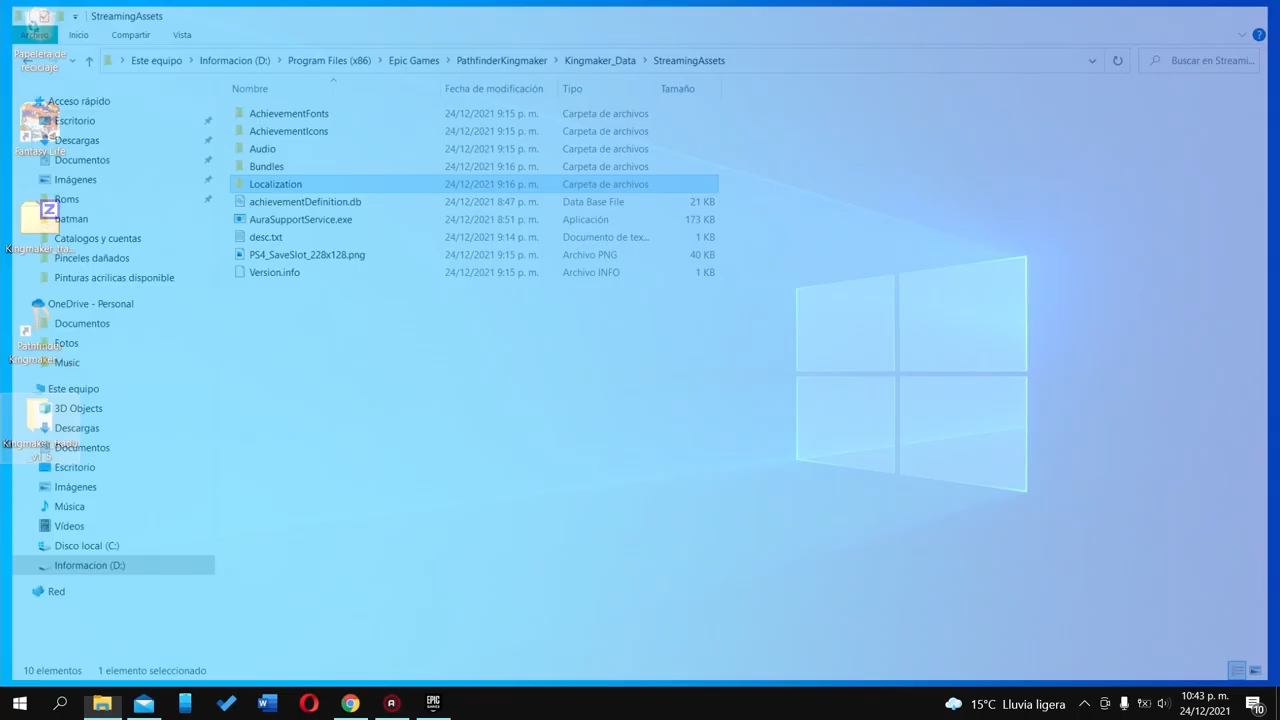 StreamingAssets
Archivo Inicio Compartir Vista
Este equipo Informacion (D:) Program Files (x86) Epic Games PathfinderKingmaker Kingmaker_Data StreamingAssets
Buscar en Streami...
Nombre Fecha de modificación Tipo Tamaño
AchievementFonts 24/12/2021 9:15 p. m. Carpeta de archivos
AchievementIcons 24/12/2021 9:15 p. m. Carpeta de archivos
Audio 24/12/2021 9:15 p. m. Carpeta de archivos
Bundles 24/12/2021 9:16 p. m. Carpeta de archivos
Localization 24/12/2021 9:16 p. m. Carpeta de archivos
achievementDefinition.db 24/12/2021 8:47 p. m. Data Base File 21 KB
AuraSupportService.exe 24/12/2021 8:51 p. m. Aplicación 173 KB
desc.txt 24/12/2021 9:14 p. m. Documento de tex... 1 KB
PS4_SaveSlot_228x128.png 24/12/2021 9:15 p. m. Archivo PNG 40 KB
Version.info 24/12/2021 9:15 p. m. Archivo INFO 1 KB
Papelera de
reciclaje
Acceso rápido
Escritorio
Descargas
Fantasy Life
Documentos
Imágenes
Roms
batman
Catalogos y cuentas
Kingmaker_tra...
Pinceles dañados
Pinturas acrilicas disponible
OneDrive - Personal
Documentos
Fotos
Pathfinder
Kingmaker
Music
Este equipo
3D Objects
Descargas
Documentos
Escritorio
Imágenes
Música
Vídeos
Disco local (C:)
Informacion (D:)
Red
10 elementos 1 elemento seleccionado
EPIC
GAMES
15°C Lluvia ligera
10:43 p. m.
24/12/2021
10